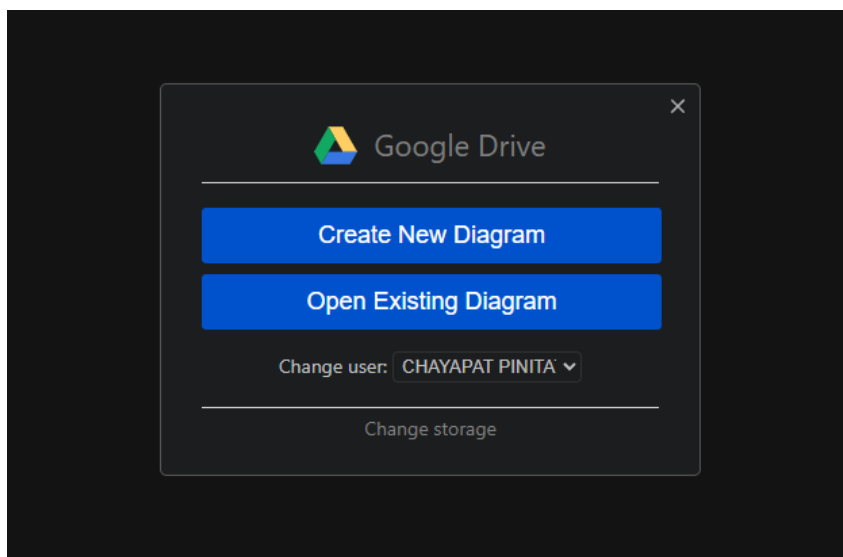 Google Drive
Create New Diagram
Open Existing Diagram
Change user: CHAYAPAT PINITA
Change storage